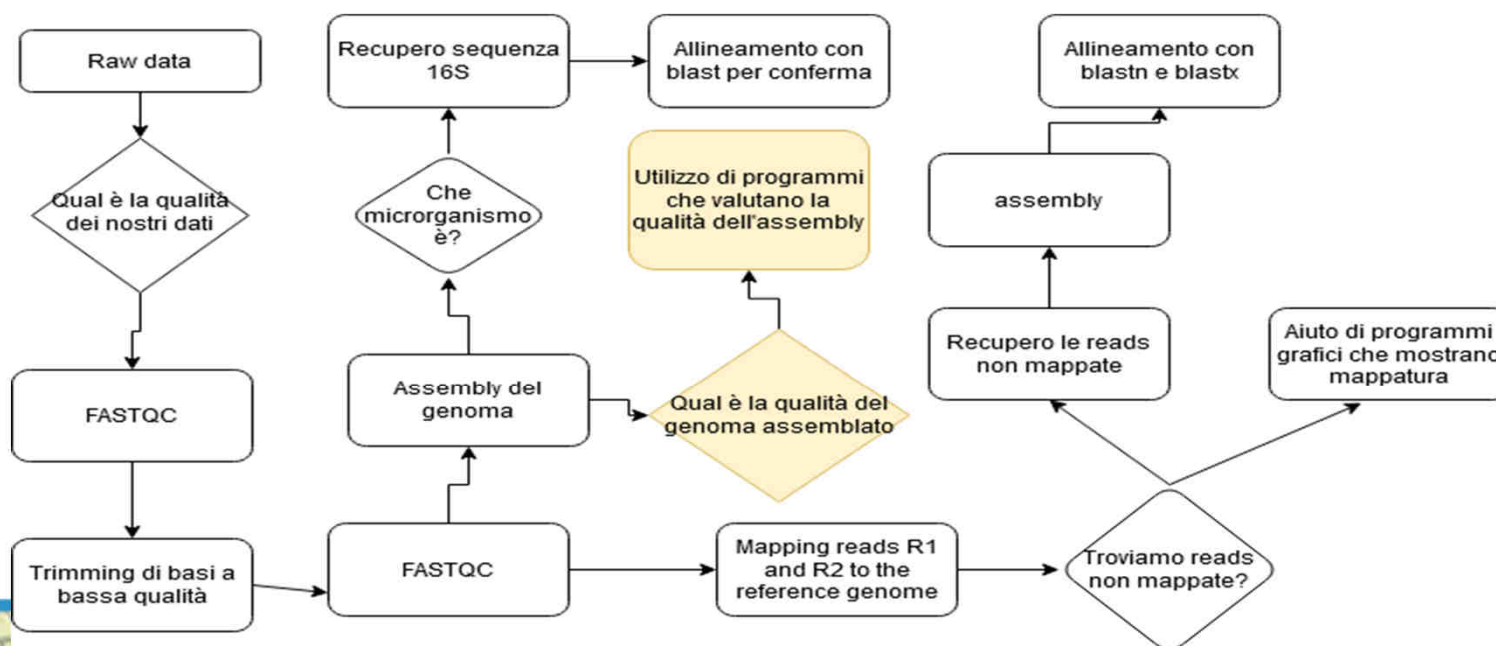 Raw data
Qual è la qualità
dei nostri dati
FASTQC
Trimming di basi a
bassa qualità
FASTQC
Assembly del
genoma
Che
microrganismo
è?
Recupero sequenza
16S
Allineamento con
blast per conferma
Qual è la qualità del
genoma assemblato
Utilizzo di programmi
che valutano la
qualità dell'assembly
Mapping reads R1
and R2 to the
reference genome
Troviamo reads
non mappate?
Recupero le reads
non mappate
assembly
Allineamento con
blastn e blastx
Aiuto di programmi
grafici che mostrano
mappatura